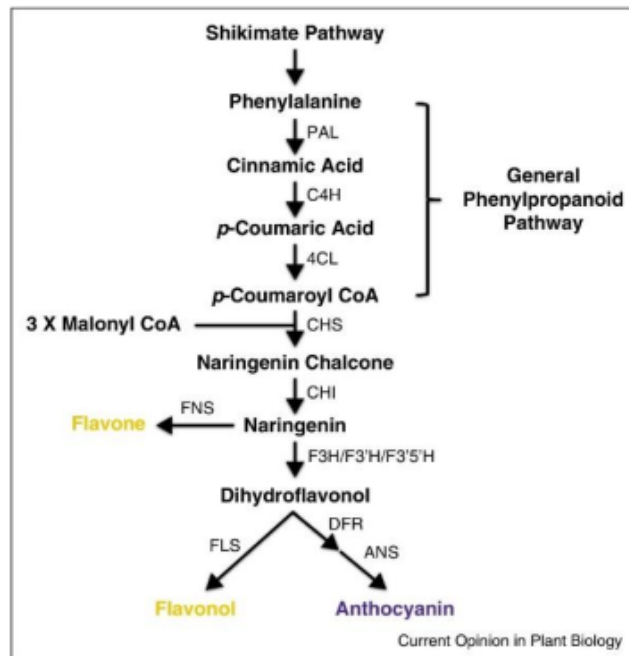 Shikimate Pathway
Phenylalanine
PAL
Cinnamic Acid
C4H
p-Coumaric Acid
4CL
p-Coumaroyl CoA
General
Phenylpropanoid
Pathway
3 X Malonyl CoA
CHS
Naringenin Chalcone
CHI
FNS
Flavone
Naringenin
F3H/F3'H/F3'5'H
Dihydroflavonol
FLS
DFR
ANS
Flavonol
Anthocyanin
Current Opinion in Plant Biology